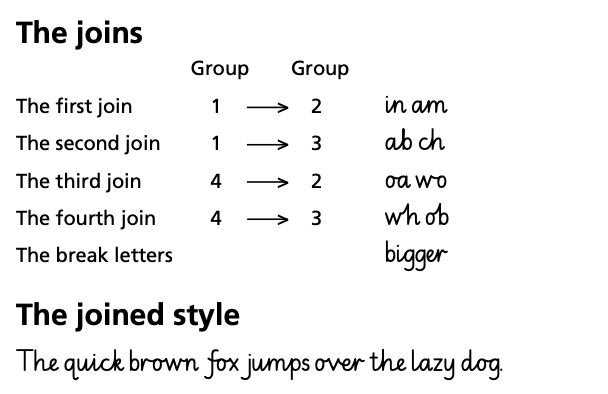 The joins
Group Group
The first join 1 → 2 in am
The second join 1 → 3 ab ch
The third join 4 → 2 oa wo
The fourth join 4 → 3 wh ob
The break letters bigger
The joined style
The quick brown fox jumps over the lazy dog.